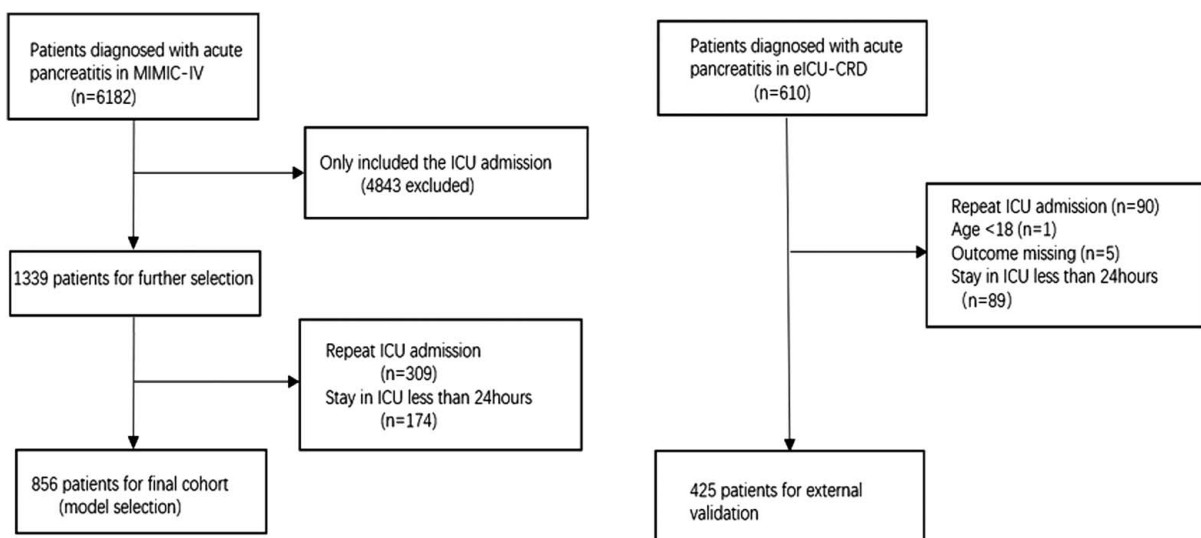 Patients diagnosed with acute
pancreatitis in MIMIC-IV
(n=6182)
Only included the ICU admission
(4843 excluded)
1339 patients for further selection
Repeat ICU admission
(n=309)
Stay in ICU less than 24hours
(n=174)
856 patients for final cohort
(model selection)
Patients diagnosed with acute
pancreatitis in eICU-CRD
(n=610)
Repeat ICU admission (n=90)
Age <18 (n=1)
Outcome missing (n=5)
Stay in ICU less than 24hours
(n=89)
425 patients for external
validation